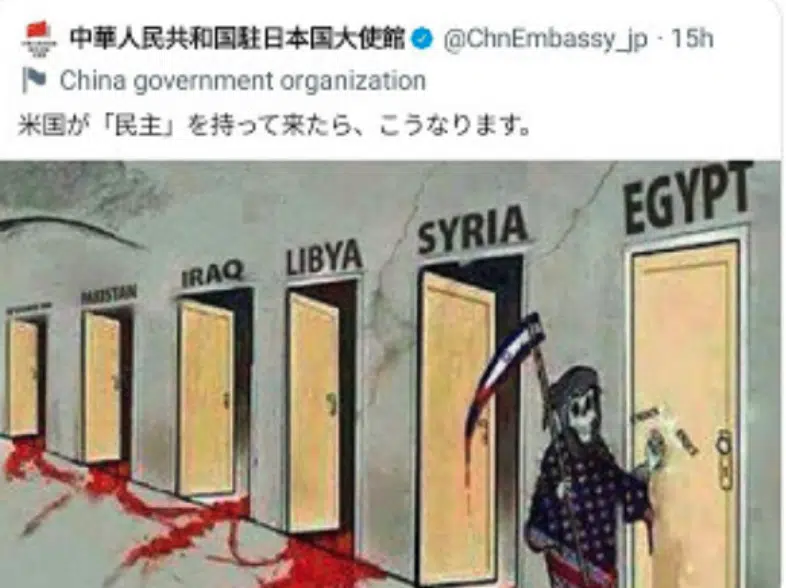 中華人民共和国駐日本国大使館 @ChnEmbassy_jp · 15h
China government organization
米国が「民主」を持って来たら、こうなります。
EGYPT
SYRIA
LIBYA
IRAQ
PAKISTAN
KNOCK
KNOCK